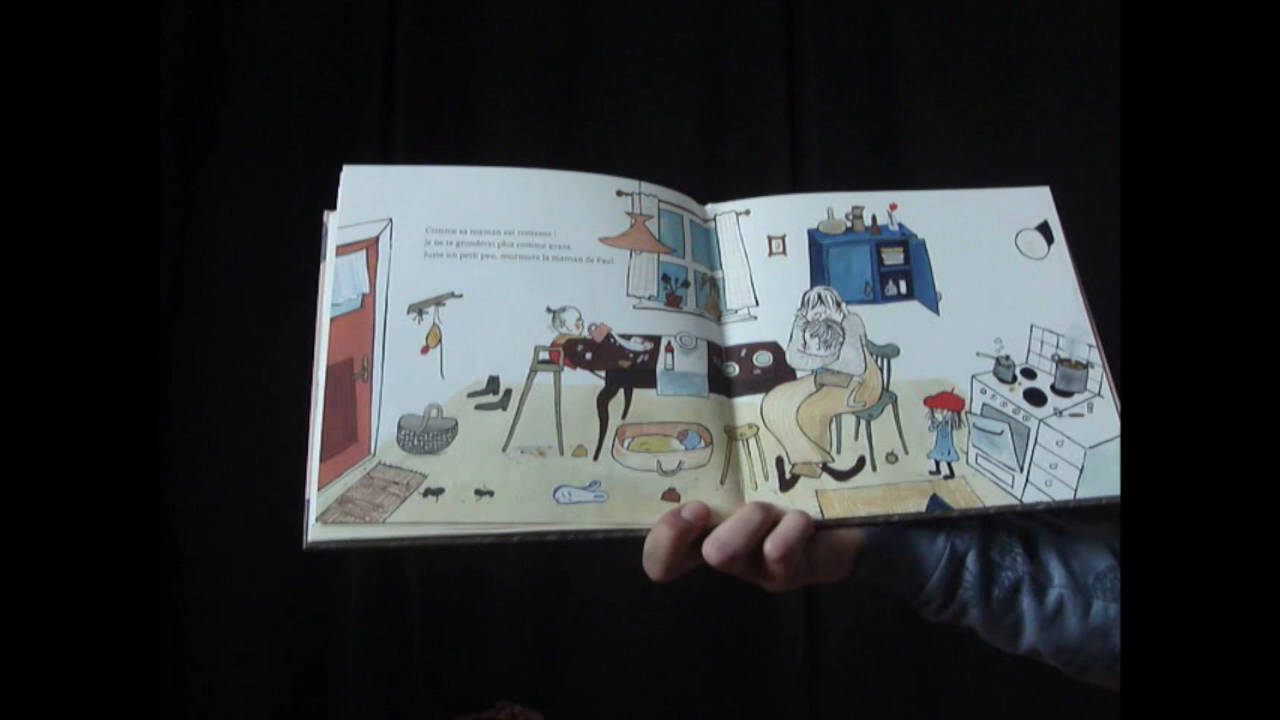 Comme sa maman est contente !
Je ne te gronderai plus comme avant.
Juste un petit peu, murmure la maman de Paul.